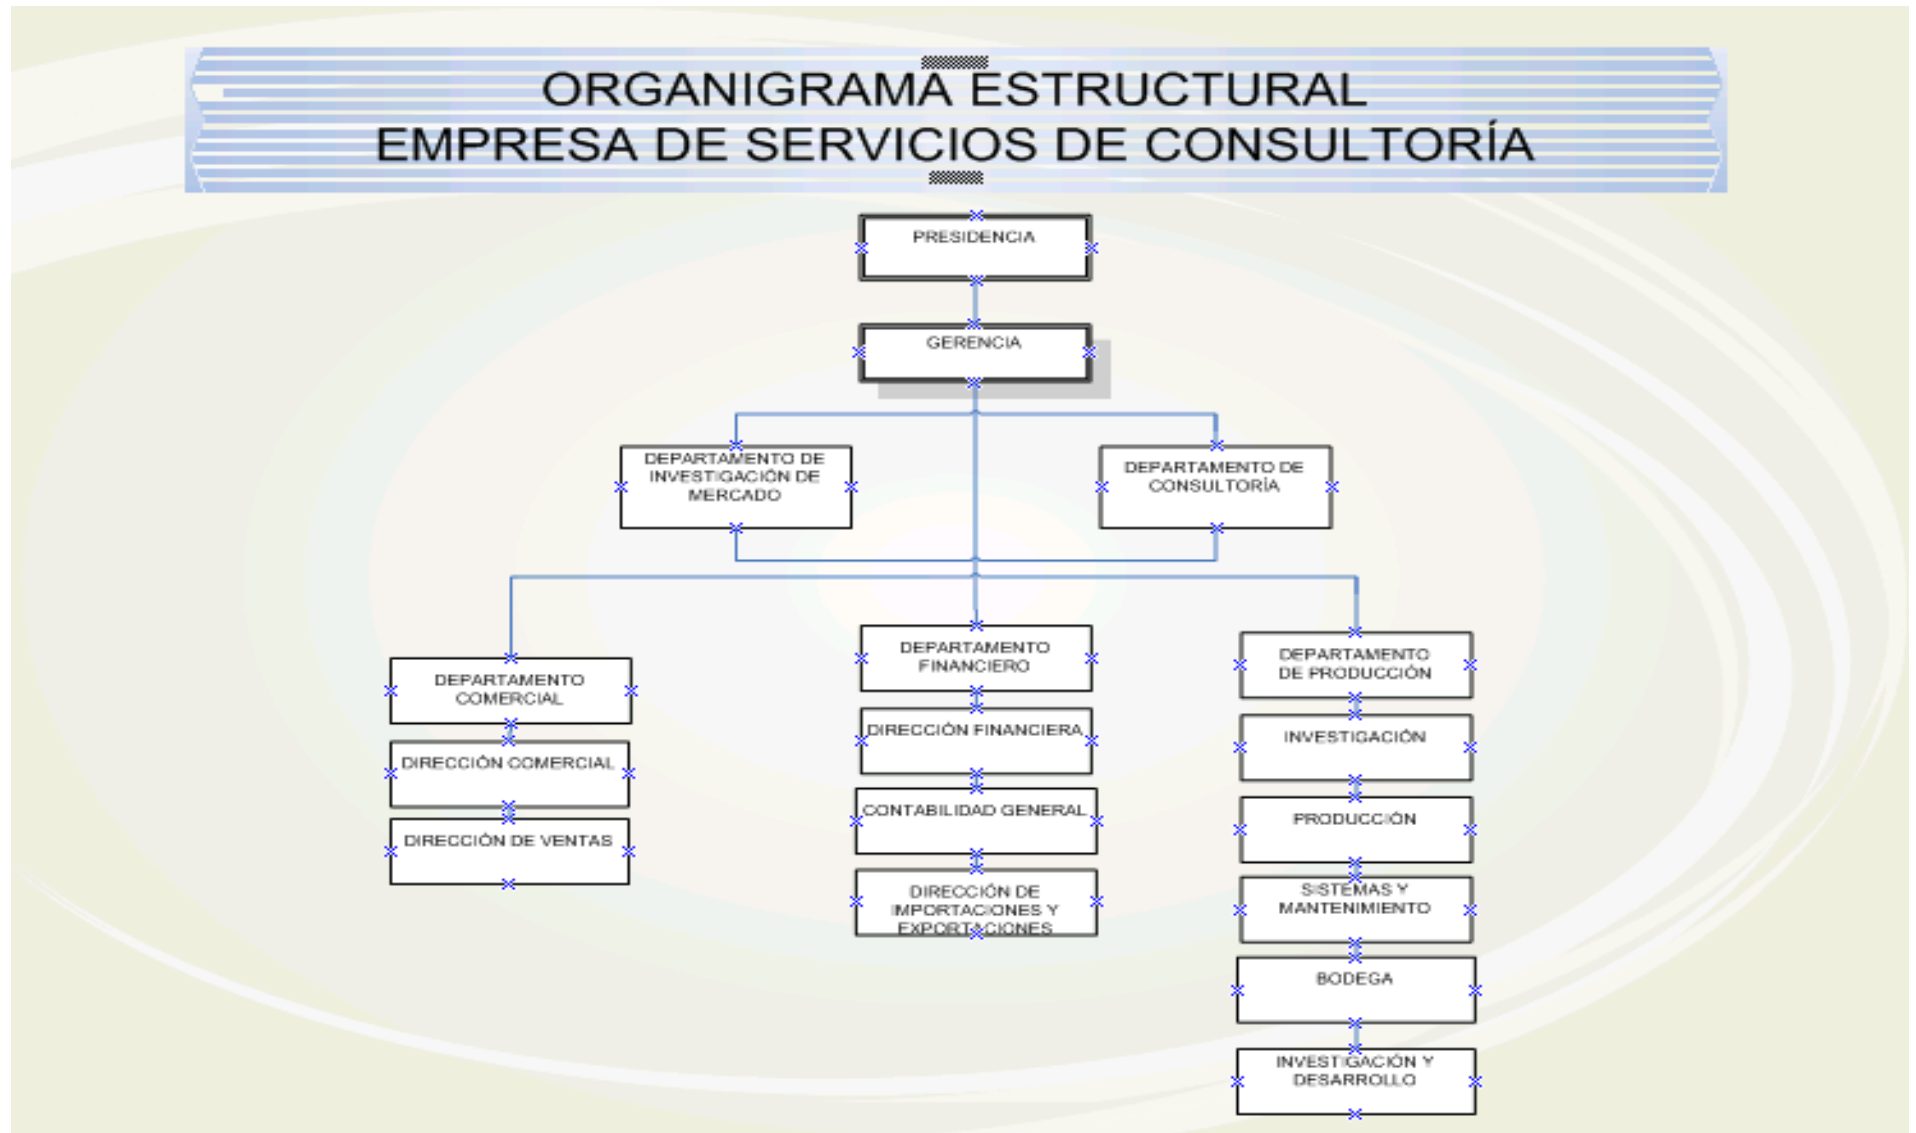 ORGANIGRAMA ESTRUCTURAL
EMPRESA DE SERVICIOS DE CONSULTORÍA
PRESIDENCIA
GERENCIA
DEPARTAMENTO DE
INVESTIGACIÓN DE
MERCADO
DEPARTAMENTO DE
CONSULTORÍA
DEPARTAMENTO
COMERCIAL
DIRECCIÓN COMERCIAL
DIRECCIÓN DE VENTAS
DEPARTAMENTO
FINANCIERO
DIRECCIÓN FINANCIERA
CONTABILIDAD GENERAL
DIRECCIÓN DE
IMPORTACIONES Y
EXPORTACIONES
DEPARTAMENTO
DE PRODUCCIÓN
INVESTIGACIÓN
PRODUCCIÓN
SISTEMAS Y
MANTENIMIENTO
BODEGA
INVESTIGACIÓN Y
DESARROLLO